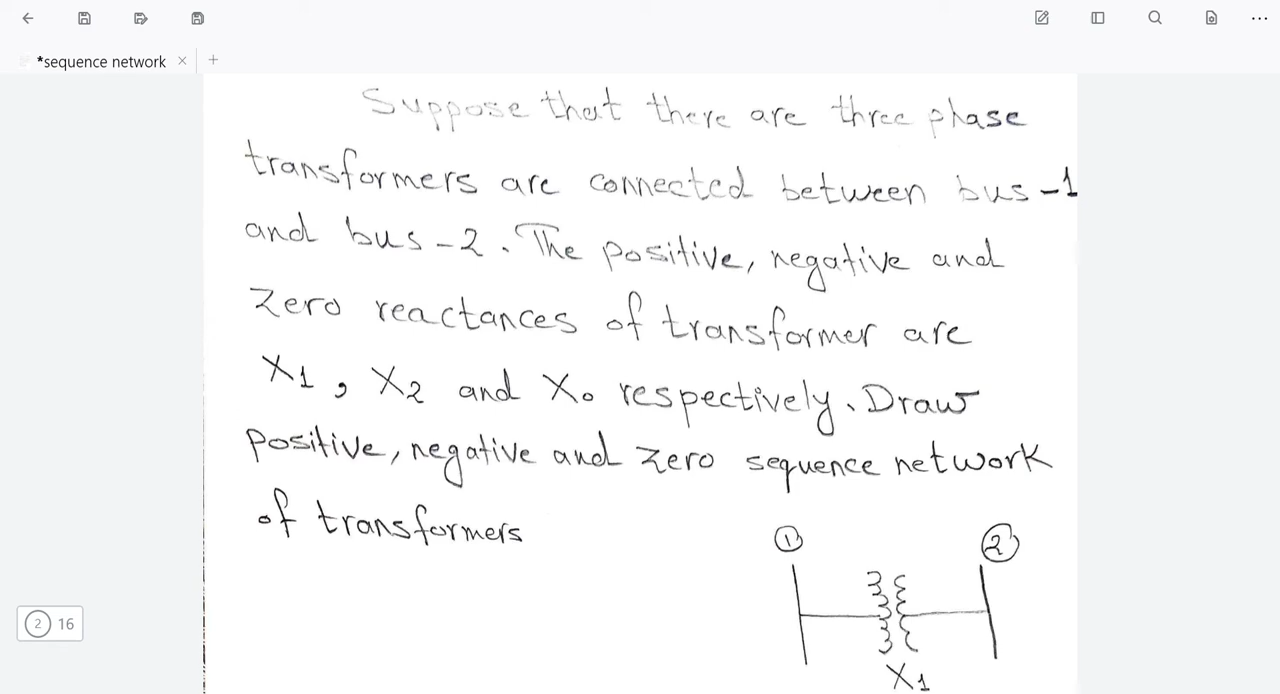 *sequence network
Suppose that there are three phase
transformers are connected between bus-1
and bus-2. The positive, negative and
zero reactances of transformer are
X1, X2 and X0 respectively. Draw
positive, negative and zero sequence network
of transformers
1 2
X1
2 16